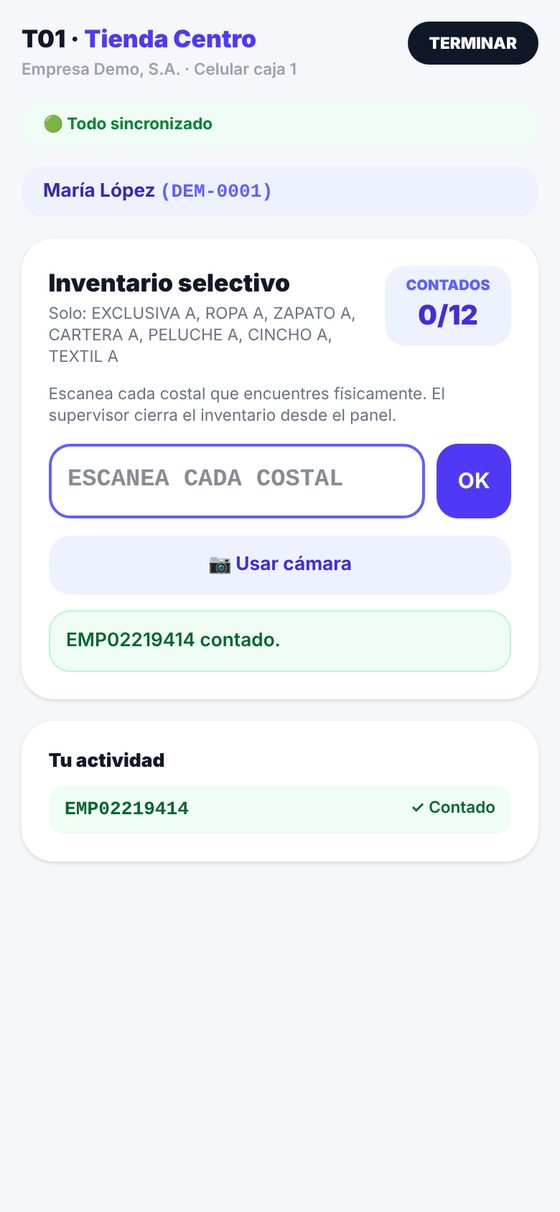 T01 · Tienda Centro
TERMINAR
Empresa Demo, S.A. · Celular caja 1
Todo sincronizado
María López (DEM-0001)
Inventario selectivo
CONTADOS
0/12
Solo: EXCLUSIVA A, ROPA A, ZAPATO A,
CARTERA A, PELUCHE A, CINCHO A,
TEXTIL A
Escanea cada costal que encuentres físicamente. El
supervisor cierra el inventario desde el panel.
ESCANEA CADA COSTAL
OK
Usar cámara
EMP02219414 contado.
Tu actividad
EMP02219414
✓ Contado